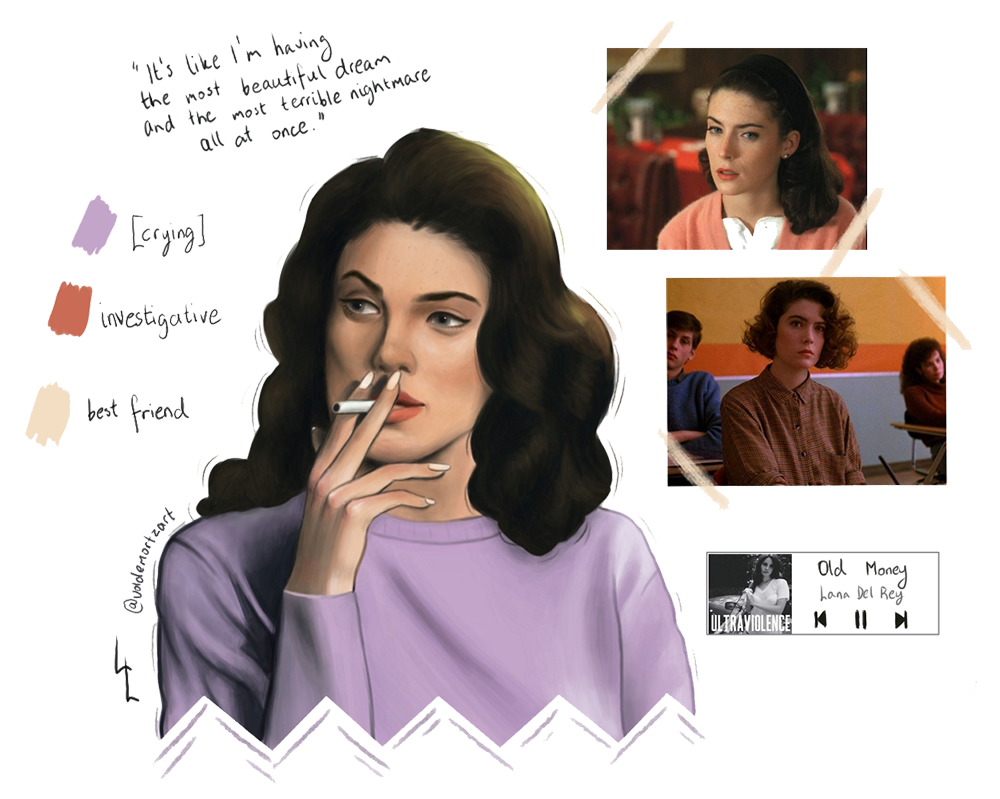 "It's like I'm having
the most beautiful dream
and the most terrible nightmare
all at once."
[crying]
investigative
best friend
@voldemortzart
LL
Old Money
Lana Del Rey
ULTRAVIOLENCE